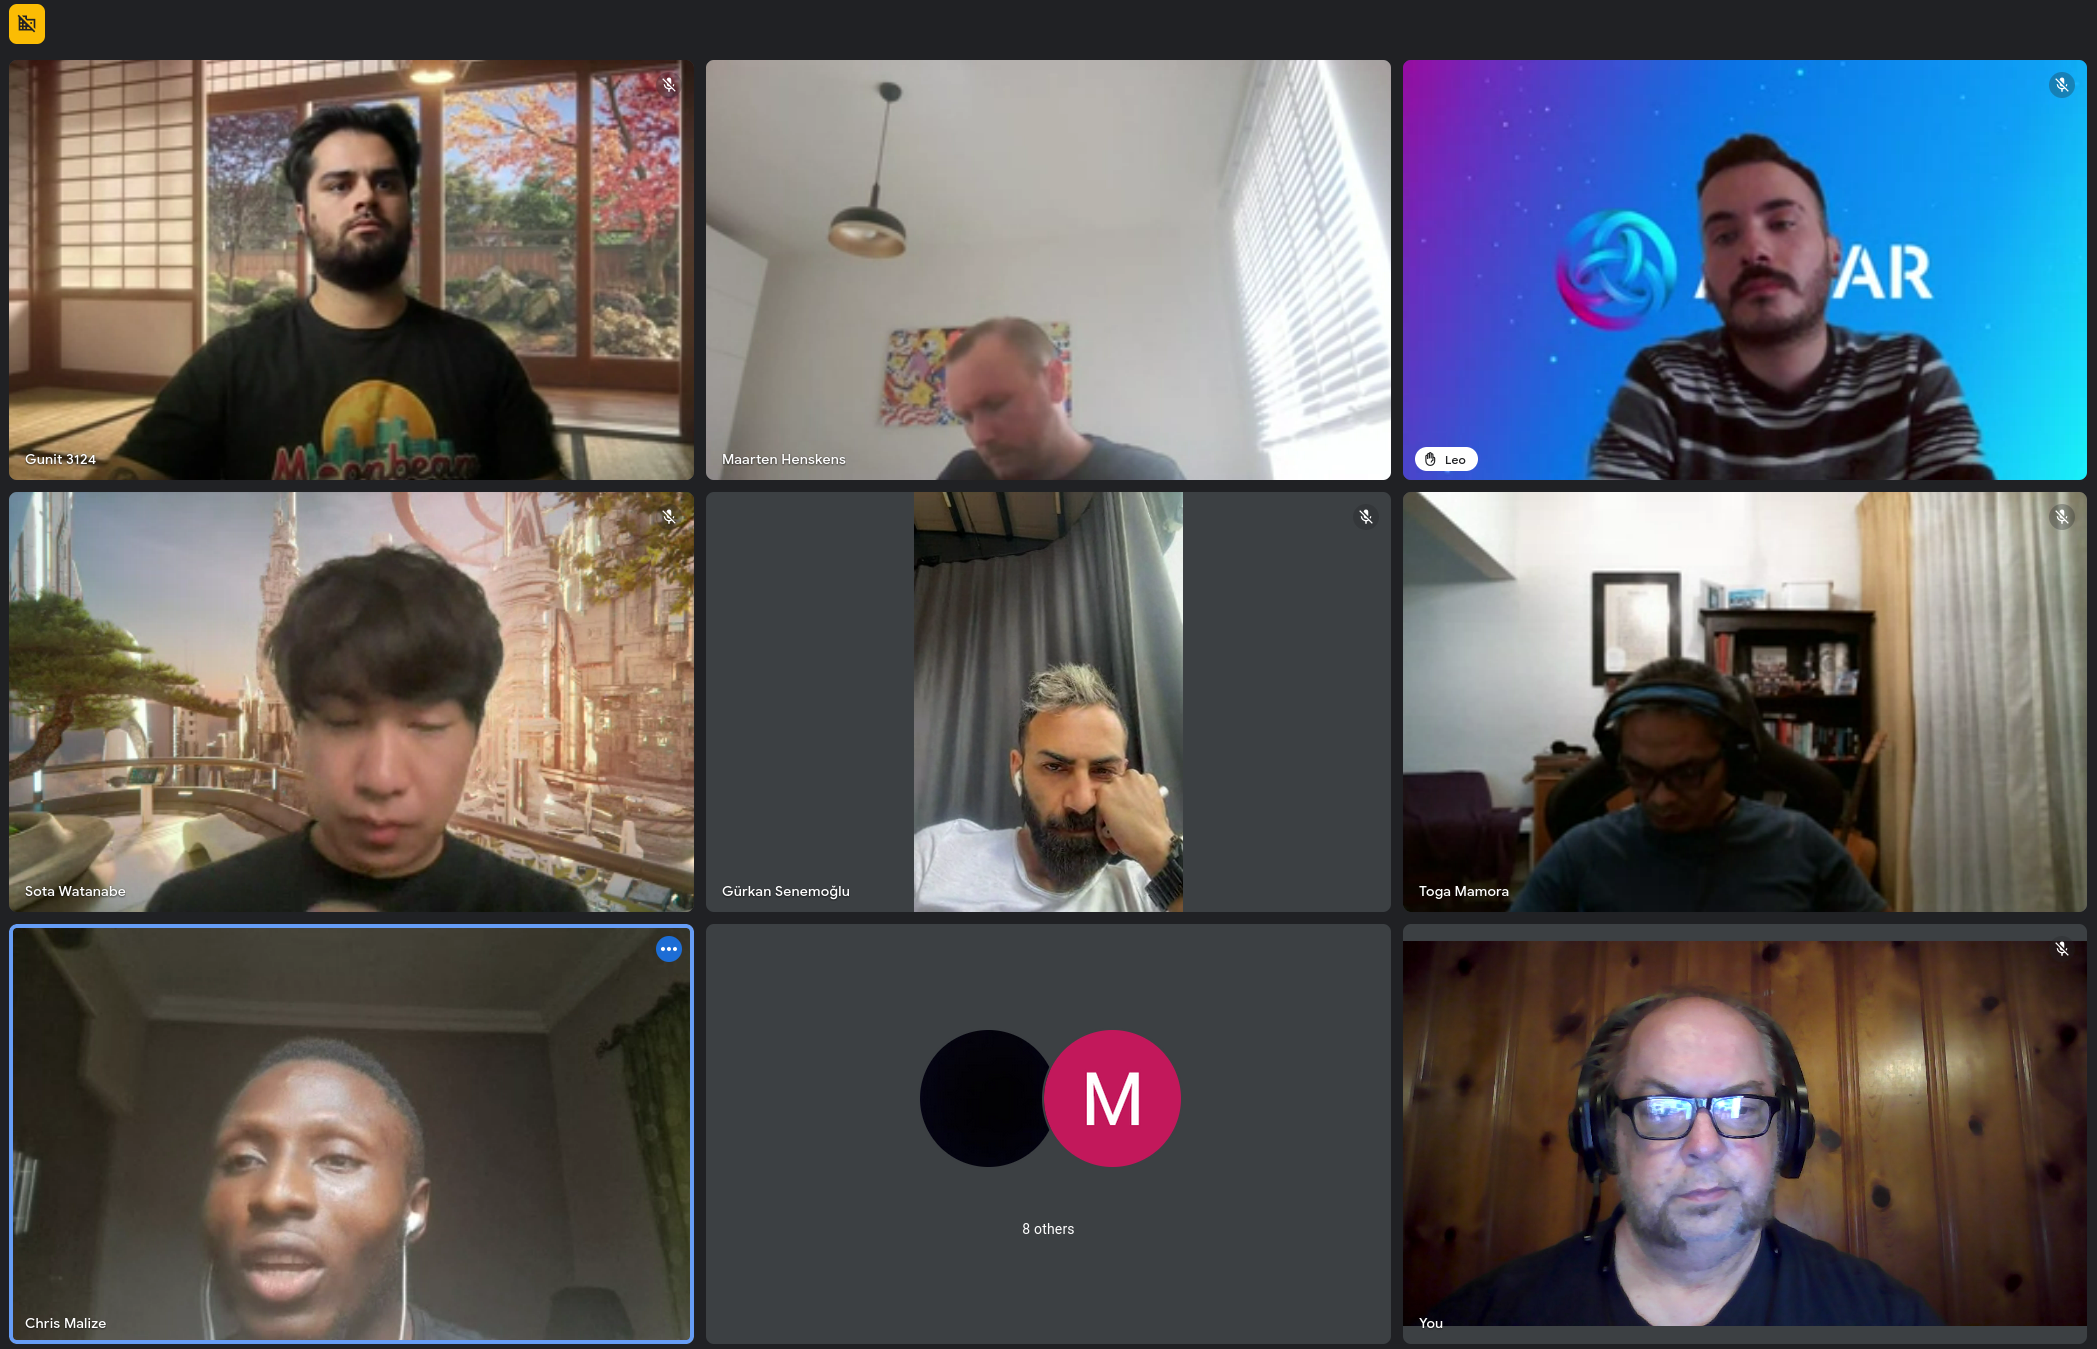 Gunit 3124
Moonbeam
Maarten Henskens
AR
Leo
Sota Watanabe
Gürkan Senemoğlu
Toga Mamora
Chris Malize
M
8 others
You